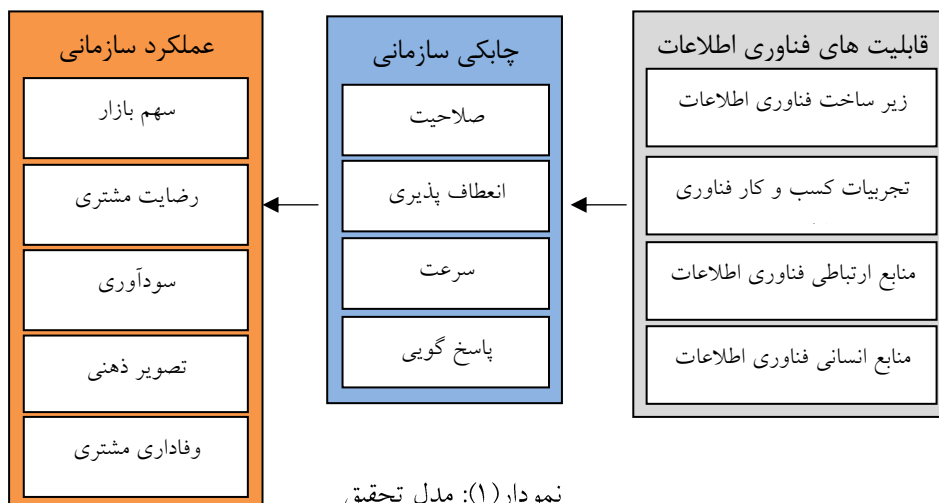 قابلیت های فناوری اطلاعات
زیر ساخت فناوری اطلاعات
تجربیات کسب و کار فناوری
منابع ارتباطی فناوری اطلاعات
منابع انسانی فناوری اطلاعات
چابکی سازمانی
صلاحیت
انعطاف پذیری
سرعت
پاسخ گویی
عملکرد سازمانی
سهم بازار
رضایت مشتری
سودآوری
تصویر ذهنی
وفاداری مشتری
نمودار(۱): مدل تحقیق